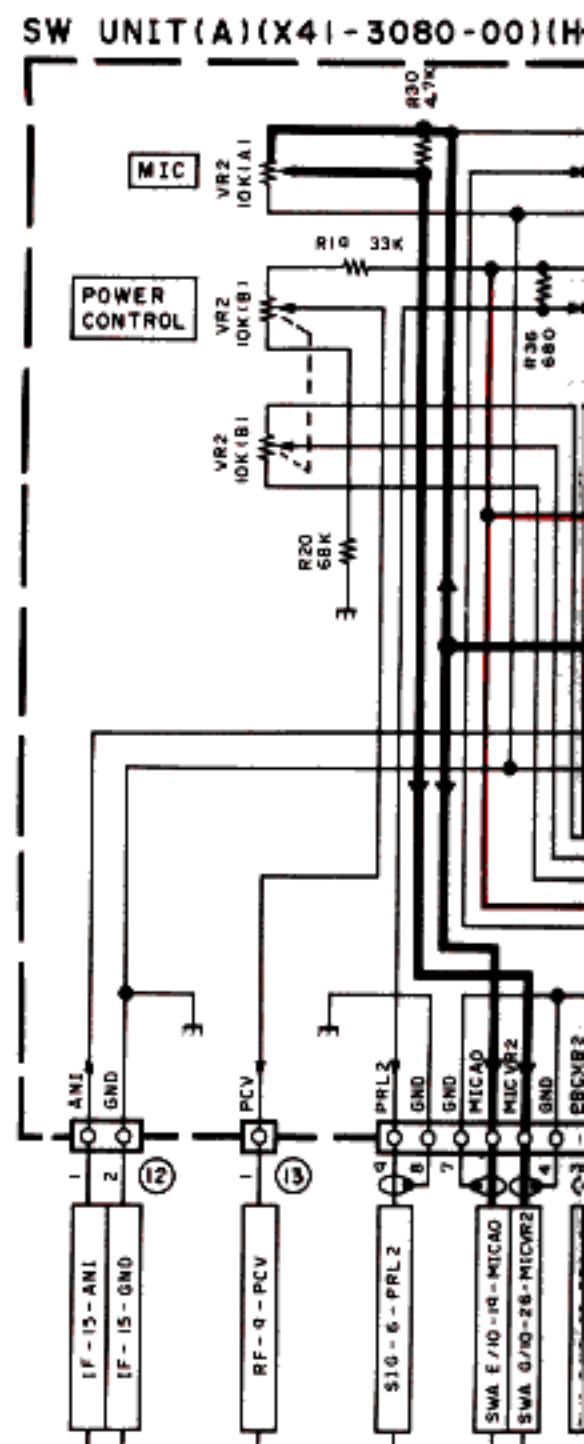 SW UNIT(A)(X41-3080-00)(H
R30
4.7K
MIC
VR2
10K(A)
R19 33K
POWER
CONTROL
VR2
10K(B)
R36
680
VR2
10K(B)
R20
68K
ANI
GND
PCV
PRL2
GND
GND
MICAO
MICVR2
GND
1
2
12
1
13
9
8
7
4
3
IF-15-ANI
IF-15-GND
RF-9-PCV
SIG-6-PRL2
SWA E/10-19-MICAO
SWA G/10-26-MICVR2